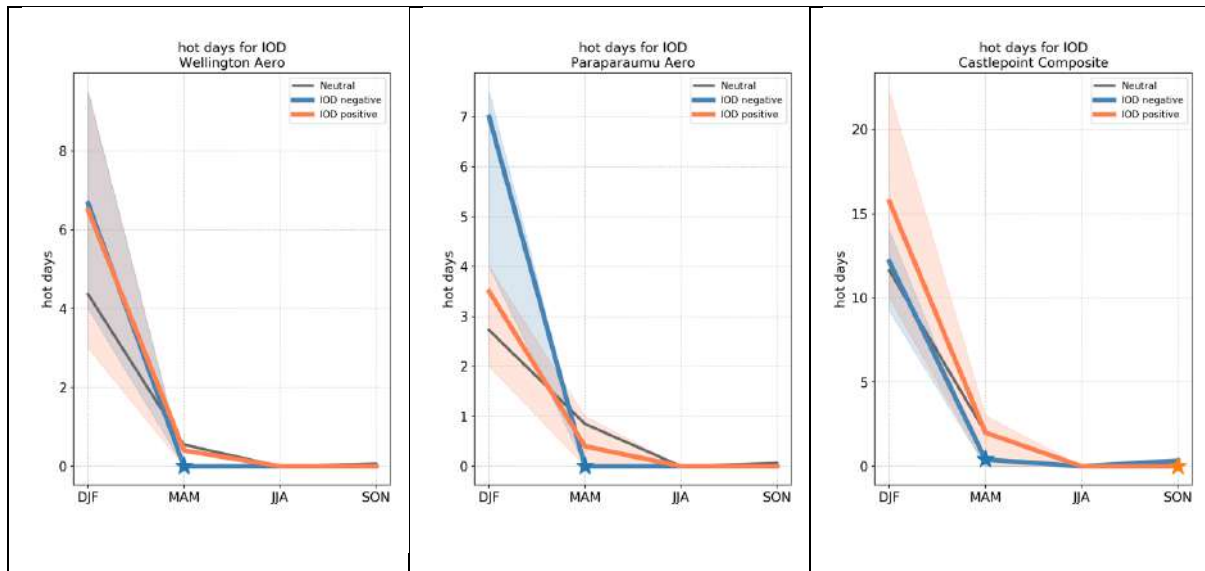 hot days for IOD
Wellington Aero
Neutral
IOD negative
IOD positive
hot days
8
6
4
2
0
DJF MAM JJA SON
hot days for IOD
Paraparaumu Aero
Neutral
IOD negative
IOD positive
hot days
7
6
5
4
3
2
1
0
DJF MAM JJA SON
hot days for IOD
Castlepoint Composite
Neutral
IOD negative
IOD positive
hot days
20
15
10
5
0
DJF MAM JJA SON